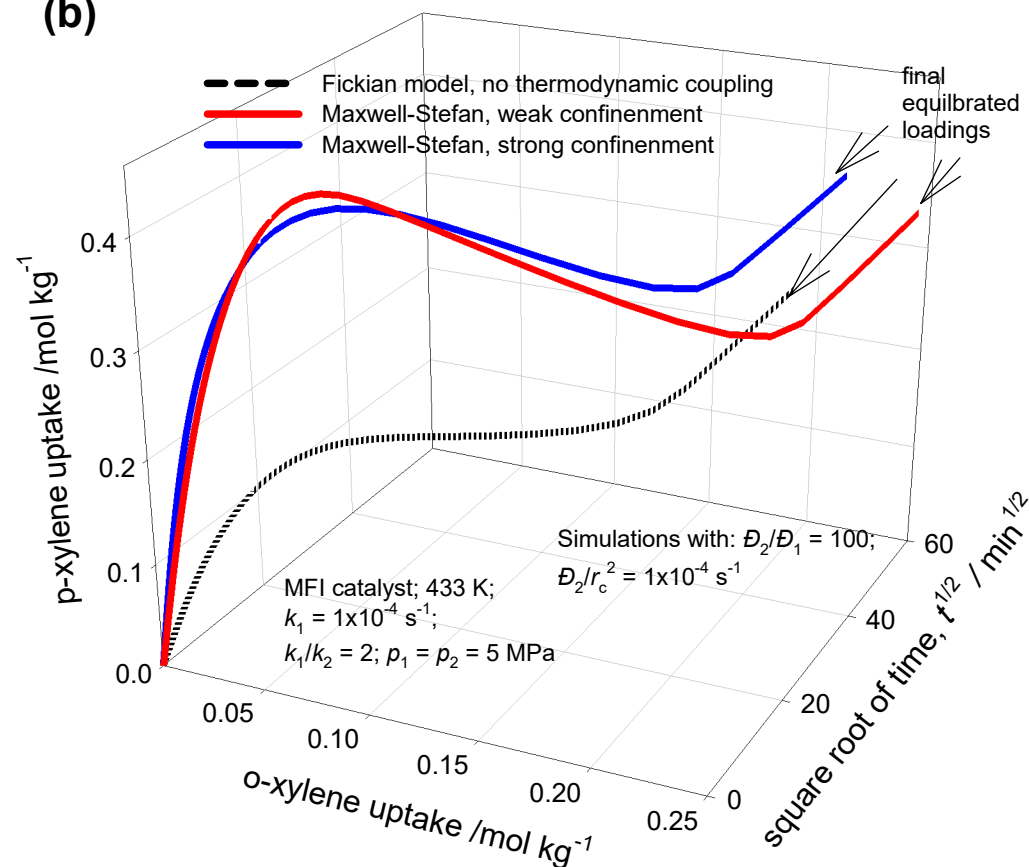 (b)
Fickian model, no thermodynamic coupling
Maxwell-Stefan, weak confinenment
Maxwell-Stefan, strong confinenment
final
equilbrated
loadings
p-xylene uptake /mol kg⁻¹
0.4
0.3
0.2
0.1
0.0
Simulations with: Đ₂/Đ₁ = 100;
Đ₂/r_c² = 1x10⁻⁴ s⁻¹
MFI catalyst; 433 K;
k₁ = 1x10⁻⁴ s⁻¹;
k₁/k₂ = 2; p₁ = p₂ = 5 MPa
0.05
0.10
0.15
0.20
0.25
o-xylene uptake /mol kg⁻¹
60
40
20
0
square root of time, t^1/2 / min^1/2